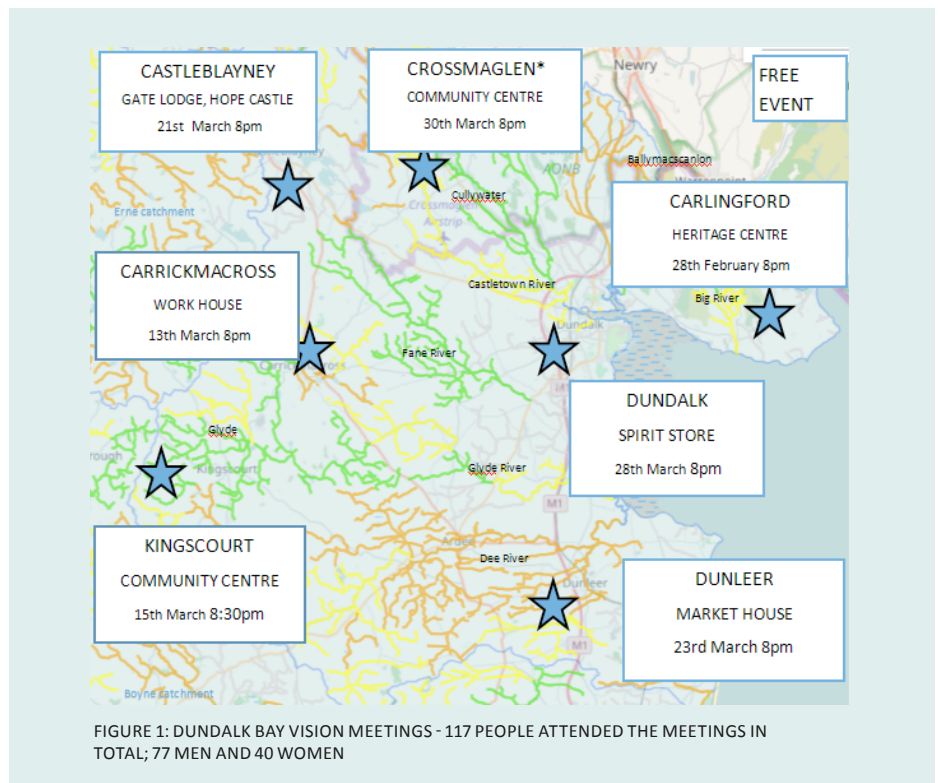 CASTLEBLAYNEY
GATE LODGE, HOPE CASTLE
21st March 8pm
CROSSMAGLEN*
COMMUNITY CENTRE
30th March 8pm
Newry
FREE
EVENT
Ballymacscanlon
AONB
Cullywater
Crossmaglen
Airstrip
Erne catchment
CARLINGFORD
HERITAGE CENTRE
28th February 8pm
CARRICKMACROSS
WORK HOUSE
13th March 8pm
Castletown River
Big River
Dundalk
Fane River
DUNDALK
SPIRIT STORE
28th March 8pm
Glyde
Kingscourt
Glyde River
M1
KINGSCOURT
COMMUNITY CENTRE
15th March 8:30pm
Ardee
Dee River
Dunleer
DUNLEER
MARKET HOUSE
23rd March 8pm
M1
Boyne catchment
FIGURE 1: DUNDALK BAY VISION MEETINGS - 117 PEOPLE ATTENDED THE MEETINGS IN
TOTAL; 77 MEN AND 40 WOMEN